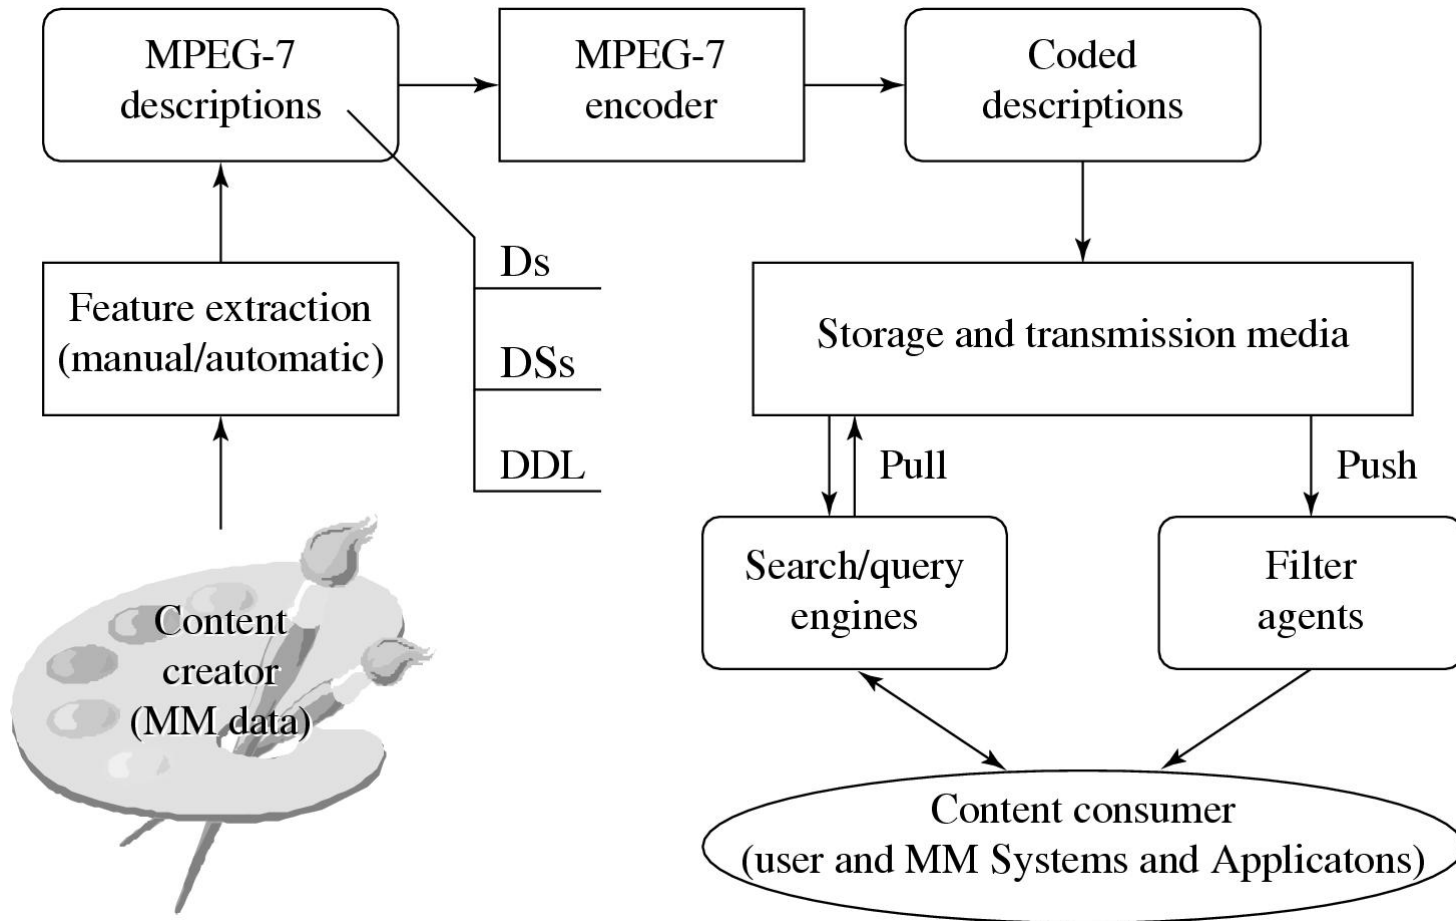 MPEG-7
descriptions
MPEG-7
encoder
Coded
descriptions
Ds
DSs
DDL
Feature extraction
(manual/automatic)
Content
creator
(MM data)
Storage and transmission media
Pull
Push
Search/query
engines
Filter
agents
Content consumer
(user and MM Systems and Applicatons)